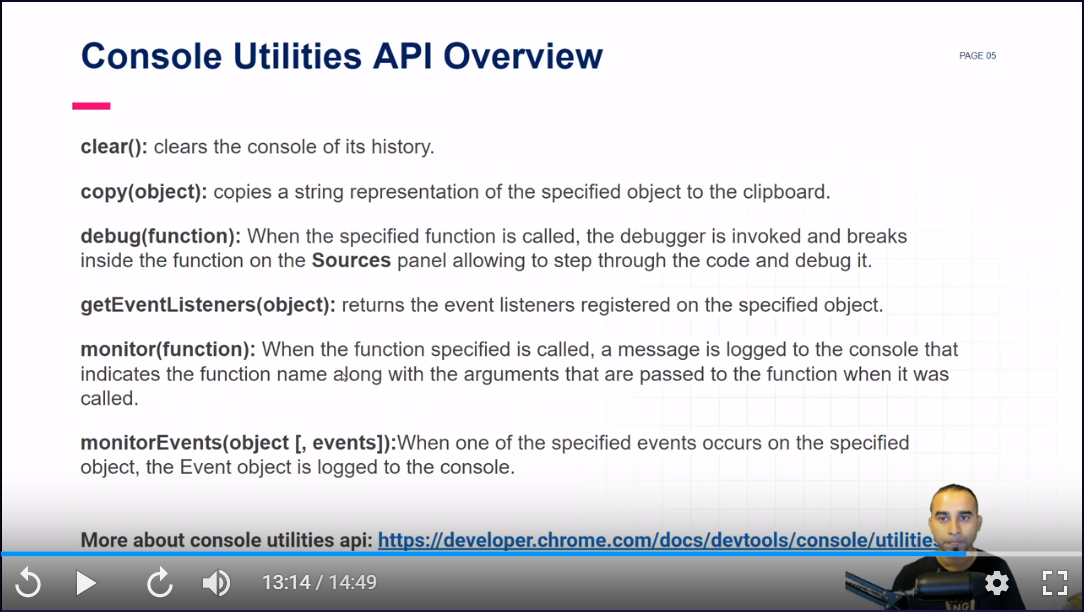 Console Utilities API Overview
PAGE 05
clear(): clears the console of its history.
copy(object): copies a string representation of the specified object to the clipboard.
debug(function): When the specified function is called, the debugger is invoked and breaks
inside the function on the Sources panel allowing to step through the code and debug it.
getEventListeners(object): returns the event listeners registered on the specified object.
monitor(function): When the function specified is called, a message is logged to the console that
indicates the function name along with the arguments that are passed to the function when it was
called.
monitorEvents(object [, events]):When one of the specified events occurs on the specified
object, the Event object is logged to the console.
More about console utilities api: https://developer.chrome.com/docs/devtools/console/utilities
13:14 / 14:49